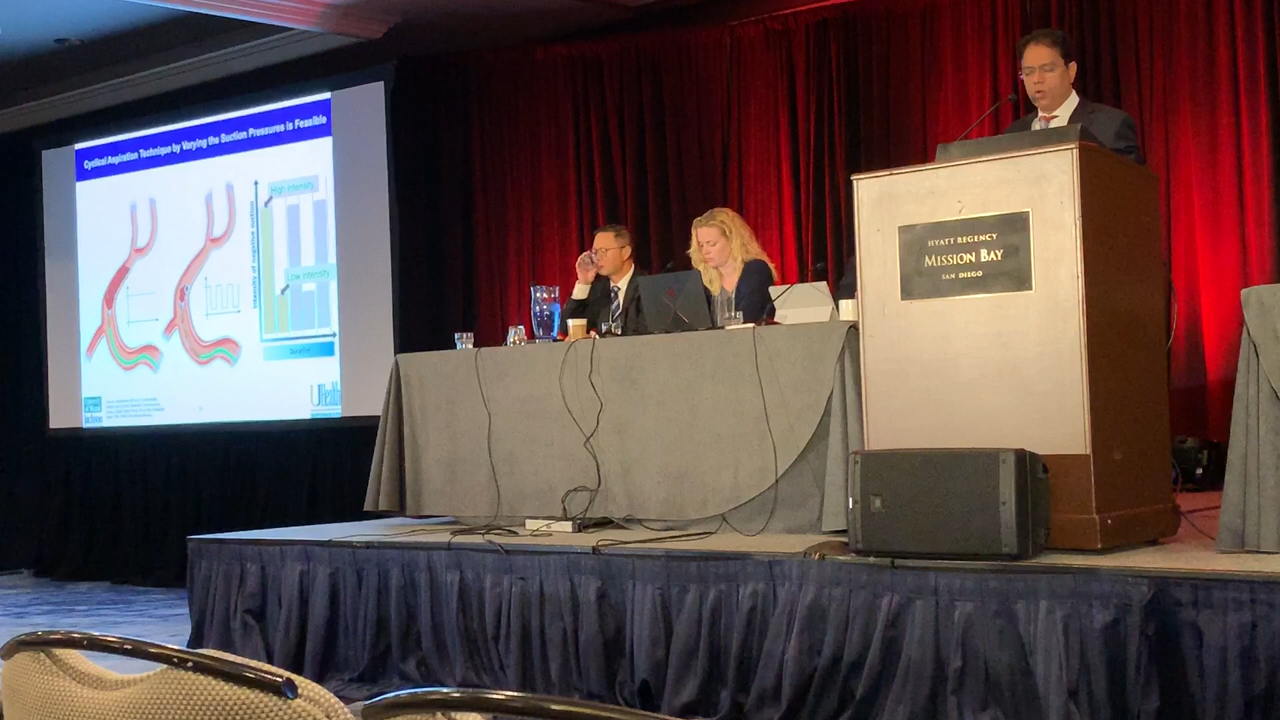 Cyclical Aspiration Technique by Varying the Suction Pressures is Feasible
High intensity
Intensity of negative suction
Low intensity
Duration
UHealth
HYATT REGENCY
MISSION BAY
SAN DIEGO